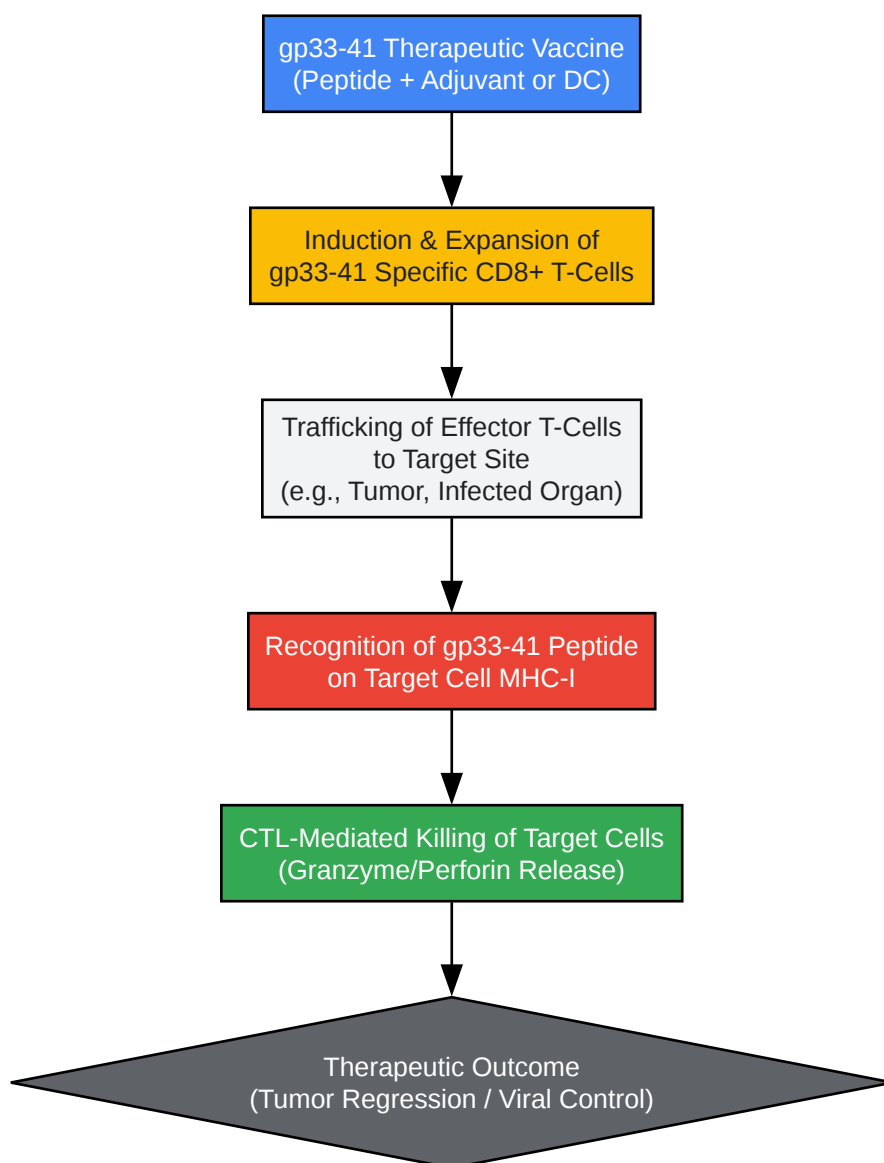 gp33-41 Therapeutic Vaccine
(Peptide + Adjuvant or DC)
Induction & Expansion of
gp33-41 Specific CD8+ T-Cells
Trafficking of Effector T-Cells
to Target Site
(e.g., Tumor, Infected Organ)
Recognition of gp33-41 Peptide
on Target Cell MHC-I
CTL-Mediated Killing of Target Cells
(Granzyme/Perforin Release)
Therapeutic Outcome
(Tumor Regression / Viral Control)